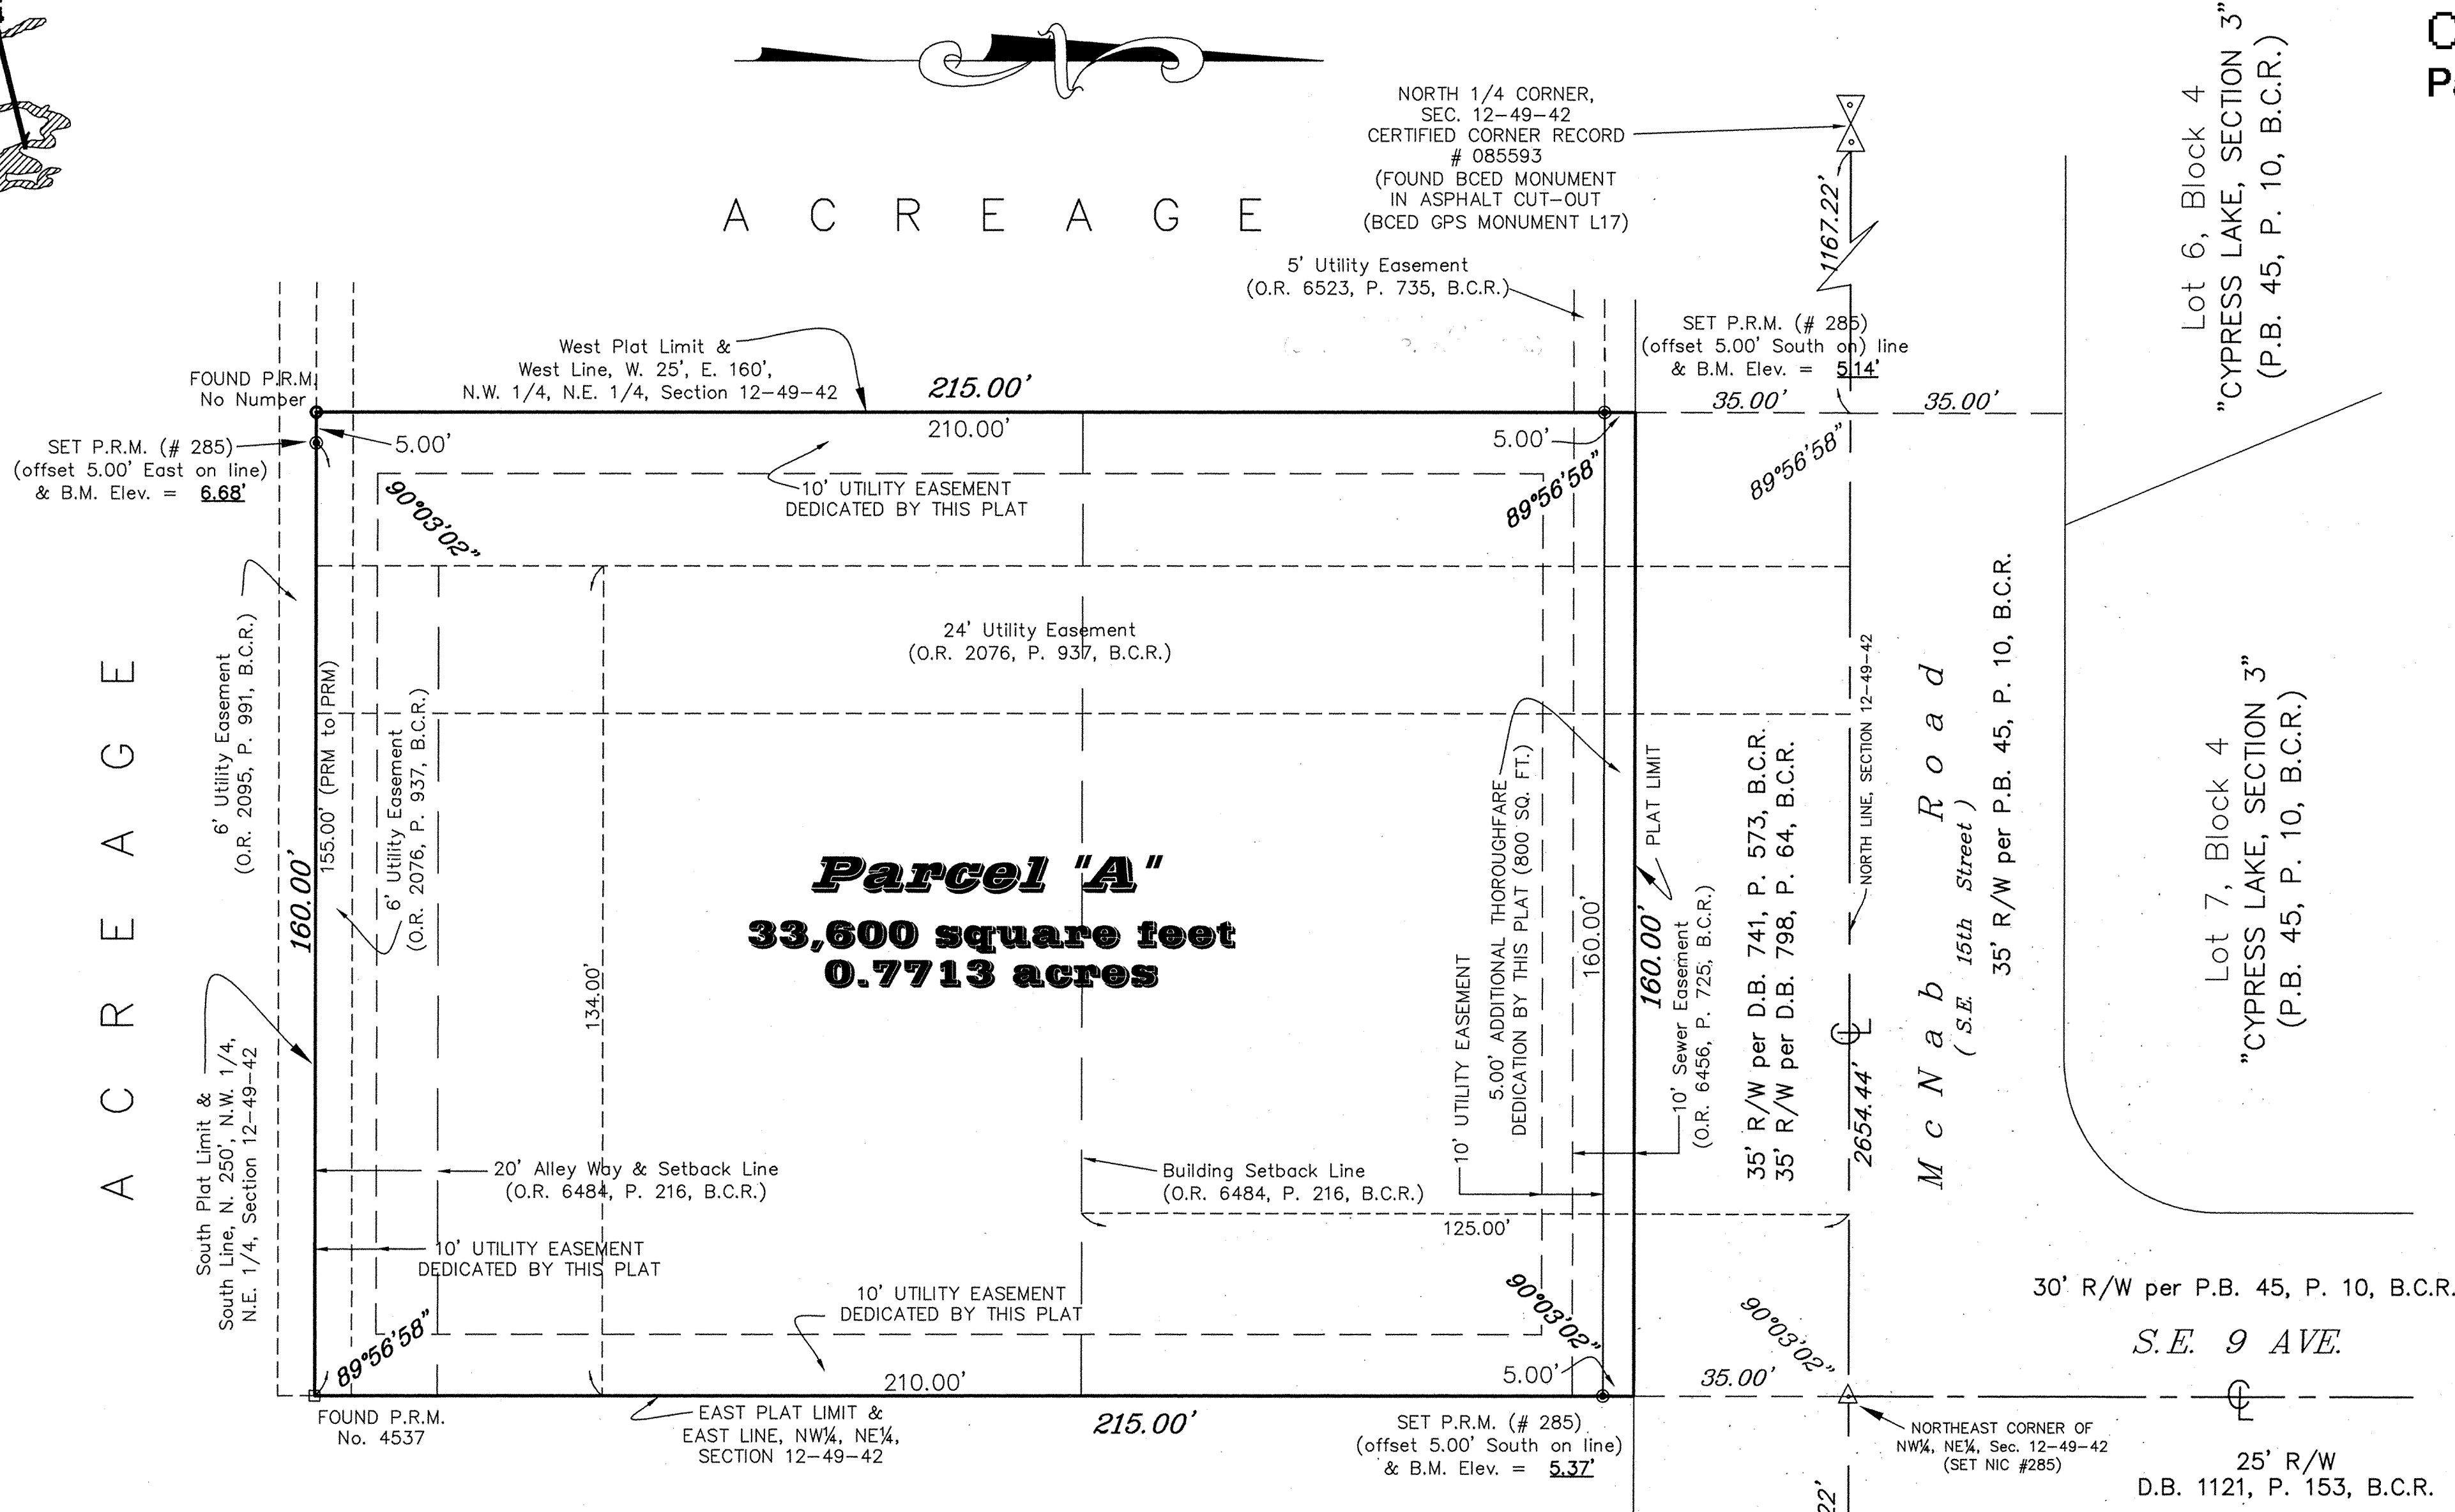 NORTH 1/4 CORNER,
SEC. 12-49-42
CERTIFIED CORNER RECORD
# 085593
(FOUND BCED MONUMENT
IN ASPHALT CUT-OUT
(BCED GPS MONUMENT L17)
1167.22'
Lot 6, Block 4
"CYPRESS LAKE, SECTION 3"
(P.B. 45, P. 10, B.C.R.)
A C R E A G E
5' Utility Easement
(O.R. 6523, P. 735, B.C.R.)
SET P.R.M. (# 285)
(offset 5.00' South on) line
& B.M. Elev. = 5.14'
West Plat Limit &
West Line, W. 25', E. 160',
N.W. 1/4, N.E. 1/4, Section 12-49-42
215.00'
FOUND P.R.M.
No Number
35.00'
35.00'
SET P.R.M. (# 285)
(offset 5.00' East on line)
& B.M. Elev. = 6.68'
5.00'
210.00'
5.00'
10' UTILITY EASEMENT
DEDICATED BY THIS PLAT
90°03'02"
89°56'58"
89°56'58"
24' Utility Easement
(O.R. 2076, P. 937, B.C.R.)
A C R E A G E
6' Utility Easement
(O.R. 2095, P. 991, B.C.R.)
160.00'
155.00' (PRM to PRM)
6' Utility Easement
(O.R. 2076, P. 937, B.C.R.)
134.00'
Parcel "A"
33,600 square feet
0.7713 acres
10' UTILITY EASEMENT
5.00' ADDITIONAL THOROUGHFARE
DEDICATION BY THIS PLAT (800 SQ. FT.)
160.00'
160.00'
PLAT LIMIT
10' Sewer Easement
(O.R. 6456, P. 725, B.C.R.)
35' R/W per D.B. 741, P. 573, B.C.R.
35' R/W per D.B. 798, P. 64, B.C.R.
NORTH LINE, SECTION 12-49-42
2654.44'
McNab Road
(S.E. 15th Street)
35' R/W per P.B. 45, P. 10, B.C.R.
Lot 7, Block 4
"CYPRESS LAKE, SECTION 3"
(P.B. 45, P. 10, B.C.R.)
South Plat Limit &
South Line, N. 250', N.W. 1/4,
N.E. 1/4, Section 12-49-42
20' Alley Way & Setback Line
(O.R. 6484, P. 216, B.C.R.)
Building Setback Line
(O.R. 6484, P. 216, B.C.R.)
125.00'
10' UTILITY EASEMENT
DEDICATED BY THIS PLAT
10' UTILITY EASEMENT
DEDICATED BY THIS PLAT
89°56'58"
90°03'02"
90°03'02"
30' R/W per P.B. 45, P. 10, B.C.R.
S.E. 9 AVE.
210.00'
5.00'
35.00'
FOUND P.R.M.
No. 4537
EAST PLAT LIMIT &
EAST LINE, NW¼, NE¼,
SECTION 12-49-42
215.00'
SET P.R.M. (# 285)
(offset 5.00' South on line)
& B.M. Elev. = 5.37'
NORTHEAST CORNER OF
NW¼, NE¼, Sec. 12-49-42
(SET NIC #285)
25' R/W
D.B. 1121, P. 153, B.C.R.